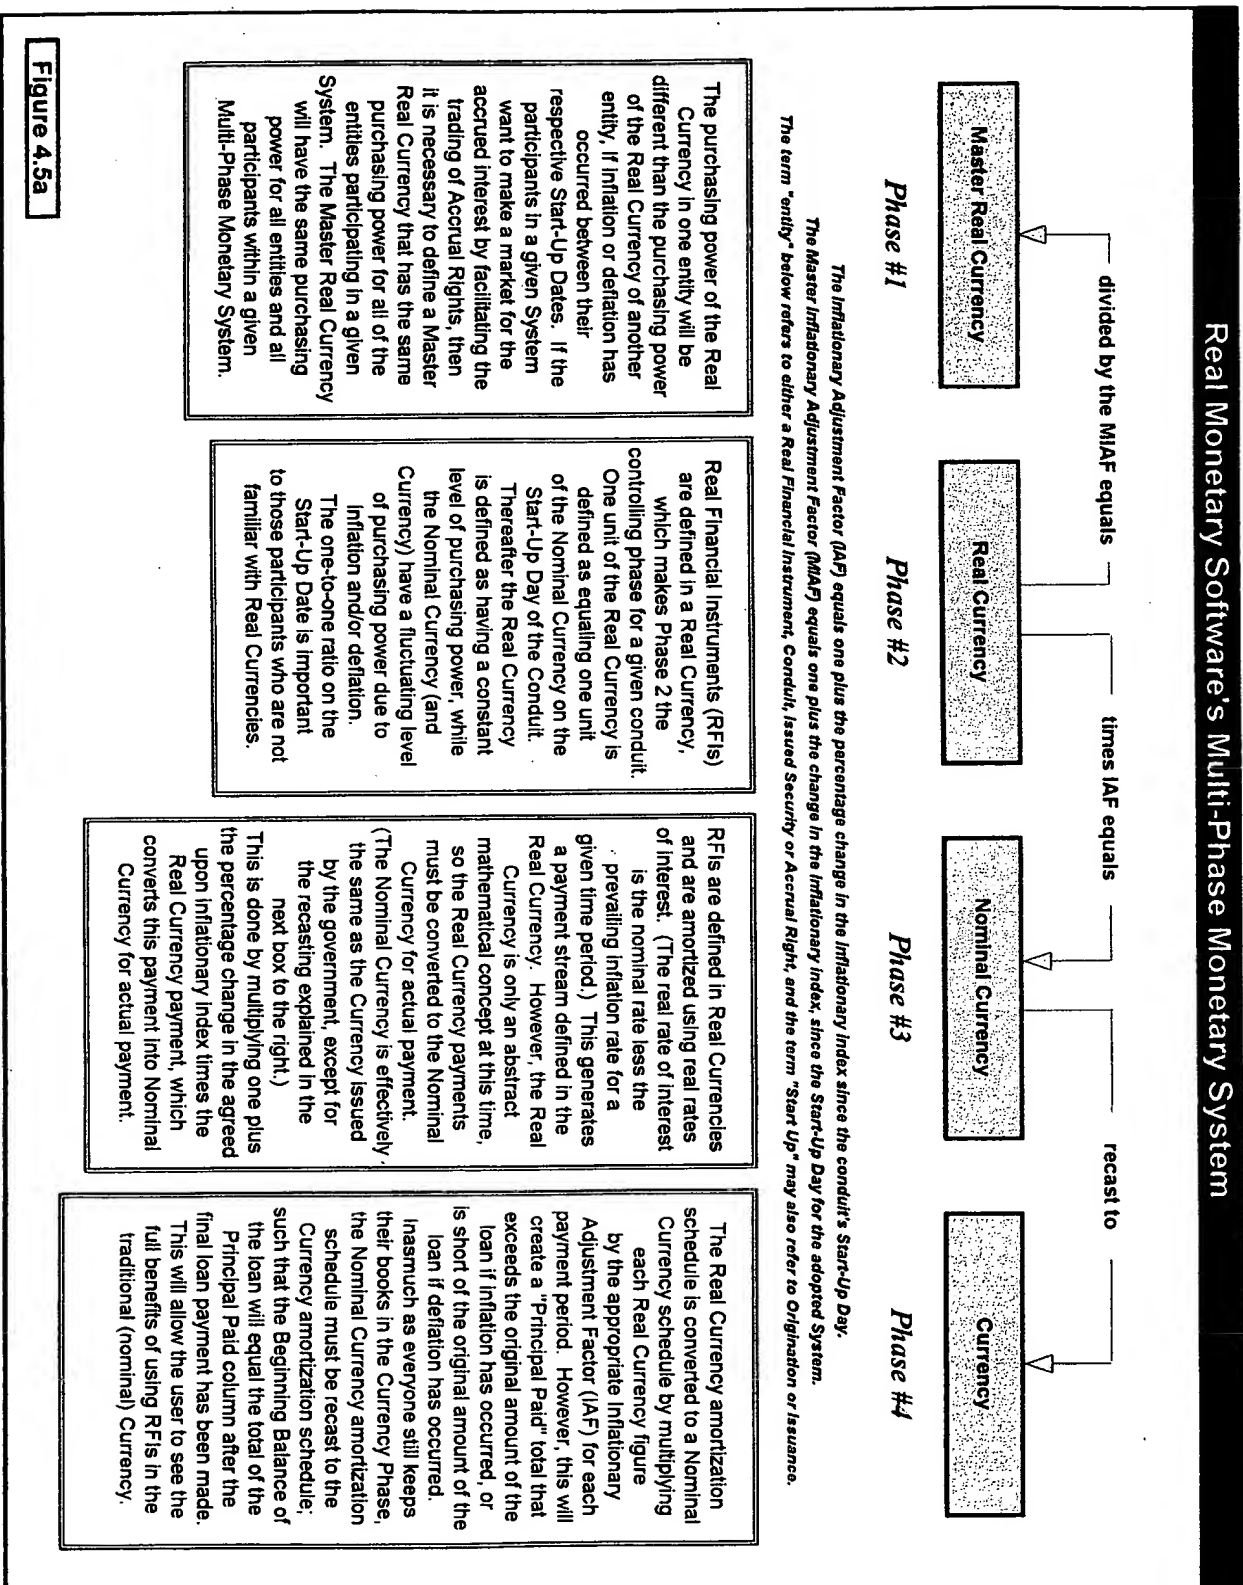 Real Monetary Software's Multi-Phase Monetary System
divided by the MIAF equals
times IAF equals
recast to
Master Real Currency
Real Currency
Nominal Currency
Currency
Phase #1
Phase #2
Phase #3
Phase #4
The Inflationary Adjustment Factor (IAF) equals one plus the percentage change in the inflationary index since the conduit's Start-Up Day.
The Master Inflationary Adjustment Factor (MIAF) equals one plus the change in the inflationary index, since the Start-Up Day for the adopted System.
The term "entity" below refers to either a Real Financial Instrument, Conduit, Issued Security or Accrual Right, and the term "Start Up" may also refer to Origination or Issuance.
The purchasing power of the Real
Currency in one entity will be
different than the purchasing power
of the Real Currency of another
entity, if inflation or deflation has
occurred between their
respective Start-Up Dates. If the
participants in a given System
want to make a market for the
accrued interest by facilitating the
trading of Accrual Rights, then
it is necessary to define a Master
Real Currency that has the same
purchasing power for all of the
entities participating in a given
System. The Master Real Currency
will have the same purchasing
power for all entities and all
participants within a given
Multi-Phase Monetary System.
Real Financial Instruments (RFIs)
are defined in a Real Currency,
which makes Phase 2 the
controlling phase for a given conduit.
One unit of the Real Currency is
defined as equaling one unit
of the Nominal Currency on the
Start-Up Day of the Conduit.
Thereafter the Real Currency
is defined as having a constant
level of purchasing power, while
the Nominal Currency (and
Currency) have a fluctuating level
of purchasing power due to
inflation and/or deflation.
The one-to-one ratio on the
Start-Up Date is important
to those participants who are not
familiar with Real Currencies.
RFIs are defined in Real Currencies
and are amortized using real rates
of interest. (The real rate of interest
is the nominal rate less the
prevailing inflation rate for a
given time period.) This generates
a payment stream defined in the
Real Currency. However, the Real
Currency is only an abstract
mathematical concept at this time,
so the Real Currency payments
must be converted to the Nominal
Currency for actual payment.
(The Nominal Currency is effectively
the same as the Currency issued
by the government, except for
the recasting explained in the
next box to the right.)
This is done by multiplying one plus
the percentage change in the agreed
upon inflationary index times the
Real Currency payment, which
converts this payment into Nominal
Currency for actual payment.
The Real Currency amortization
schedule is converted to a Nominal
Currency schedule by multiplying
each Real Currency figure
by the appropriate Inflationary
Adjustment Factor (IAF) for each
payment period. However, this will
create a "Principal Paid" total that
exceeds the original amount of the
loan if inflation has occurred, or
is short of the original amount of the
loan if deflation has occurred.
Inasmuch as everyone still keeps
their books in the Currency Phase,
the Nominal Currency amortization
schedule must be recast to the
Currency amortization schedule;
such that the Beginning Balance of
the loan will equal the total of the
Principal Paid column after the
final loan payment has been made.
This will allow the user to see the
full benefits of using RFIs in the
traditional (nominal) Currency.
Figure 4.5a